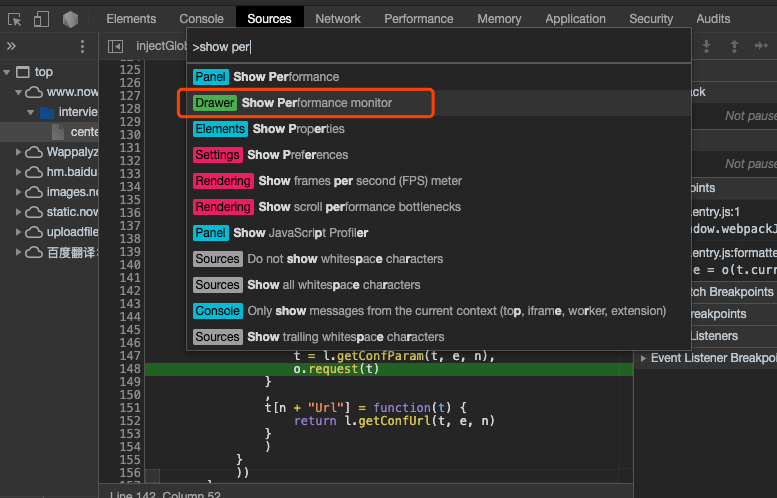 Elements Console Sources Network Performance Memory Application Security Audits
injectGlo
>show per
top
www.now
interview
cente
Wappalyz
hm.baidu
images.no
static.now
uploadfile
百度翻译:
Panel Show Performance
Drawer Show Performance monitor
Elements Show Properties
Settings Show Preferences
Rendering Show frames per second (FPS) meter
Rendering Show scroll performance bottlenecks
Panel Show JavaScript Profiler
Sources Do not show whitespace characters
Sources Show all whitespace characters
Console Only show messages from the current context (top, iframe, worker, extension)
Sources Show trailing whitespace characters
125
126
127
128
129
130
131
132
133
134
135
136
137
138
139
140
141
142
143
144
145
146
147 t = l.getConfParam(t, e, n),
148 o.request(t)
149 }
150 ,
151 t[n + "Url"] = function(t) {
152 return l.getConfUrl(t, e, n)
153 }
154 )
155 }
156 ))
Line 142, Column 52
ack
Not pause
Not pause
points
entry.js:1
dow.webpackJ
entry.js:formatte
e = o(t.curr
tch Breakpoints
reakpoints
Listeners
Event Listener Breakpoi